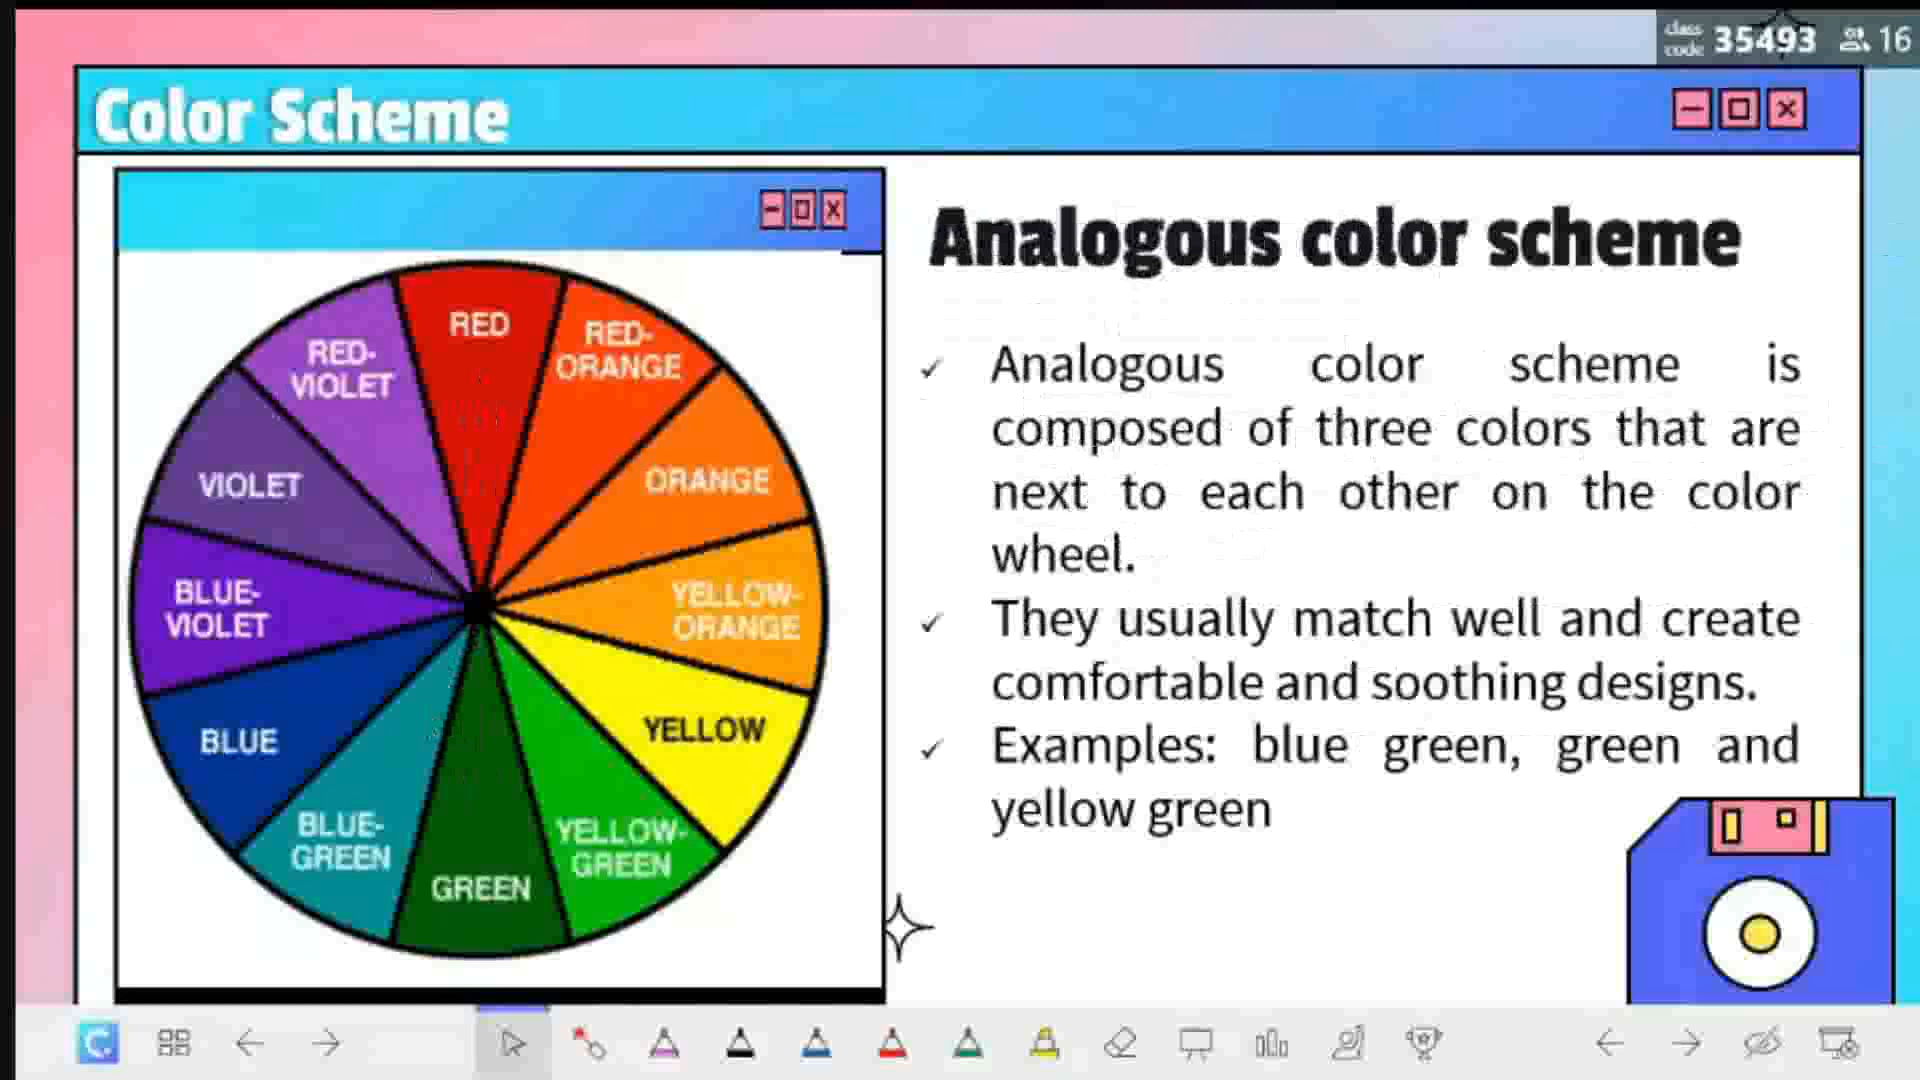 class code 35493 16
Color Scheme
Analogous color scheme
RED
RED-
ORANGE
ORANGE
YELLOW-
ORANGE
YELLOW
YELLOW-
GREEN
GREEN
BLUE-
GREEN
BLUE
BLUE-
VIOLET
VIOLET
RED-
VIOLET
✓ Analogous color scheme is
composed of three colors that are
next to each other on the color
wheel.
✓ They usually match well and create
comfortable and soothing designs.
✓ Examples: blue green, green and
yellow green